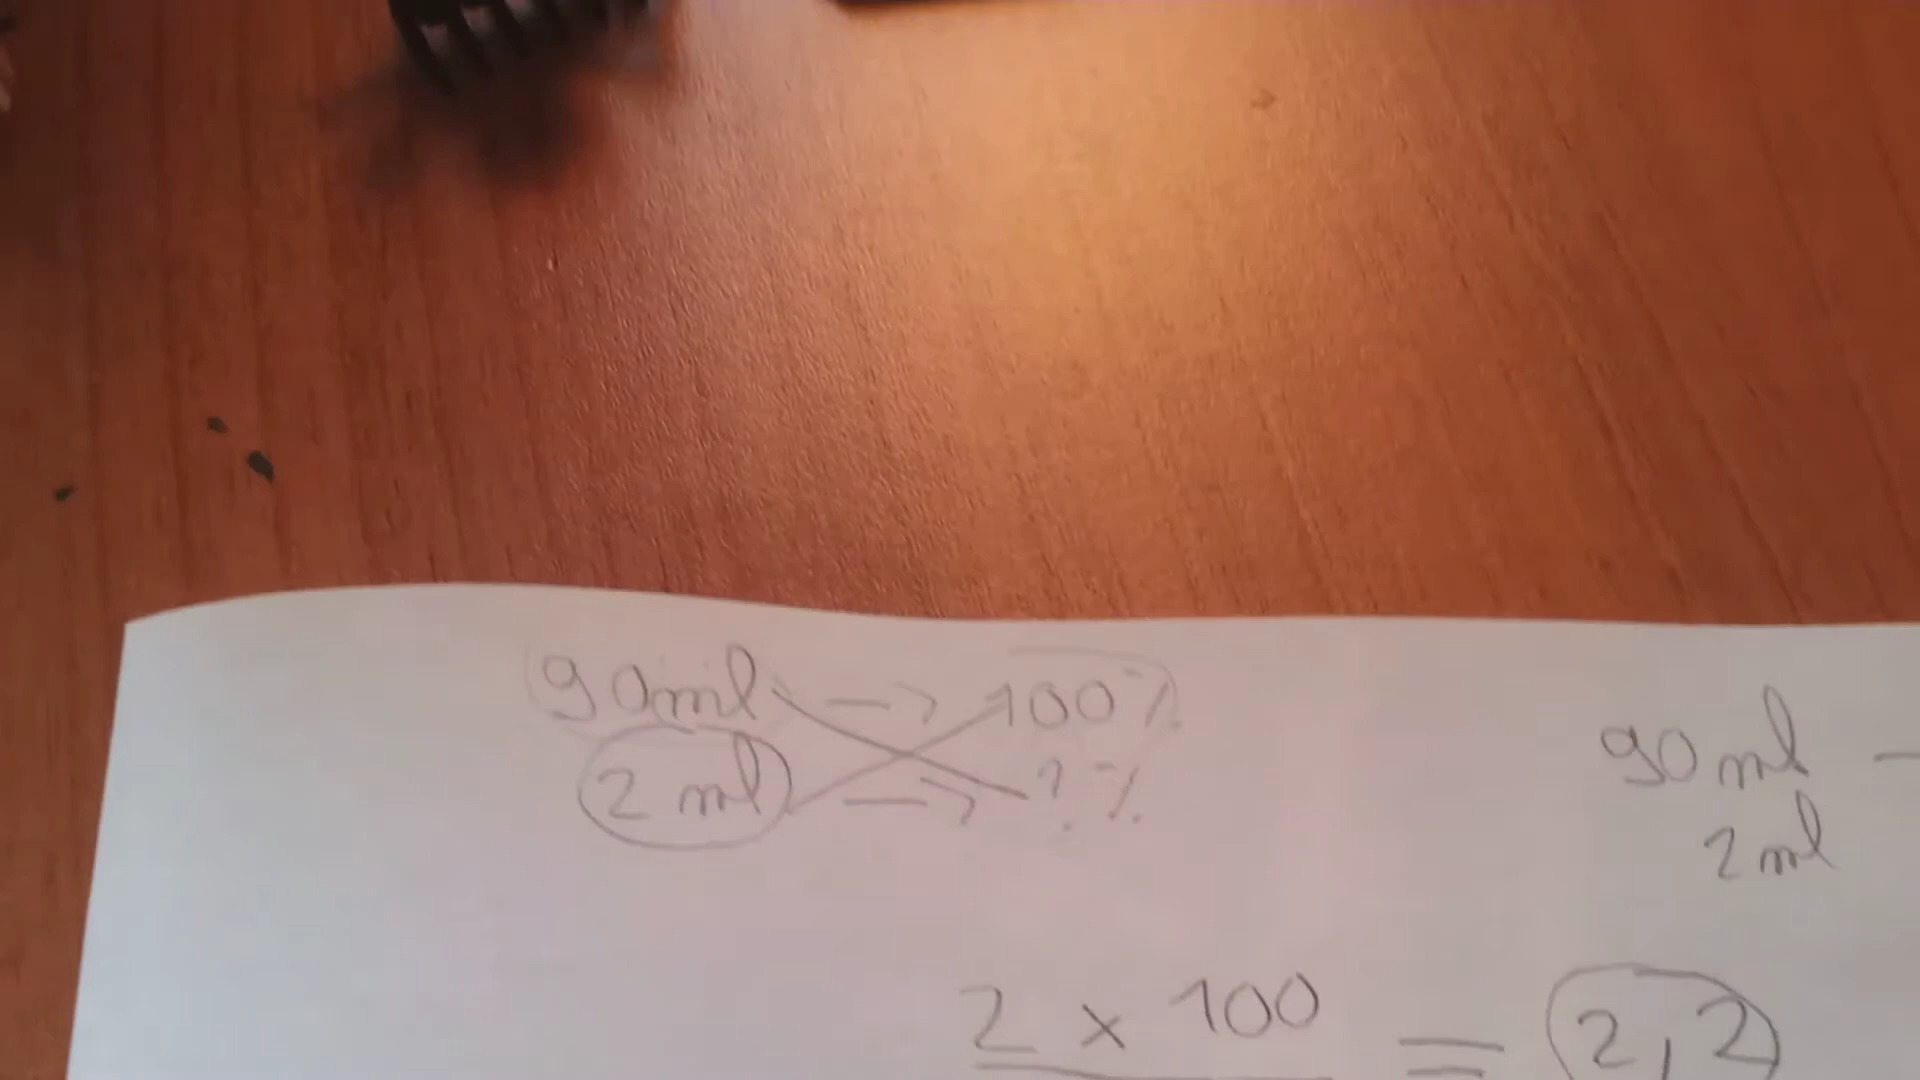 90ml → 100%
2 ml → ?%
90 ml —
2 ml
2 x 100 = 2,2